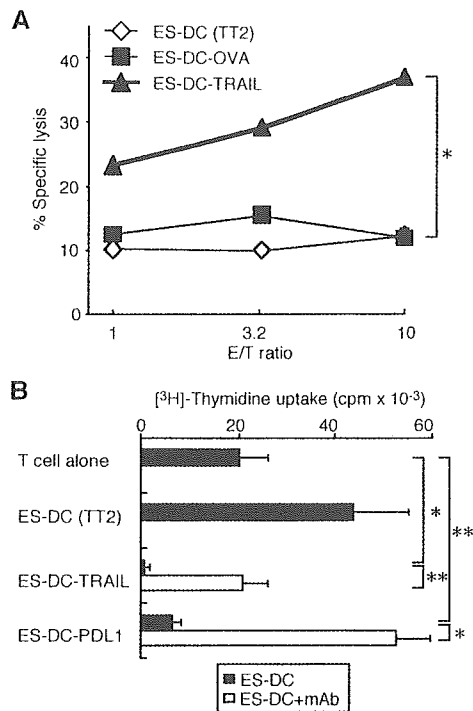 A
ES-DC (TT2)
ES-DC-OVA
ES-DC-TRAIL
40
30
20
10
0
% Specific lysis
*
1
3.2
10
E/T ratio
B
[³H]-Thymidine uptake (cpm x 10⁻³)
0
20
40
60
T cell alone
ES-DC (TT2)
ES-DC-TRAIL
ES-DC-PDL1
*
**
**
*
ES-DC
ES-DC+mAb